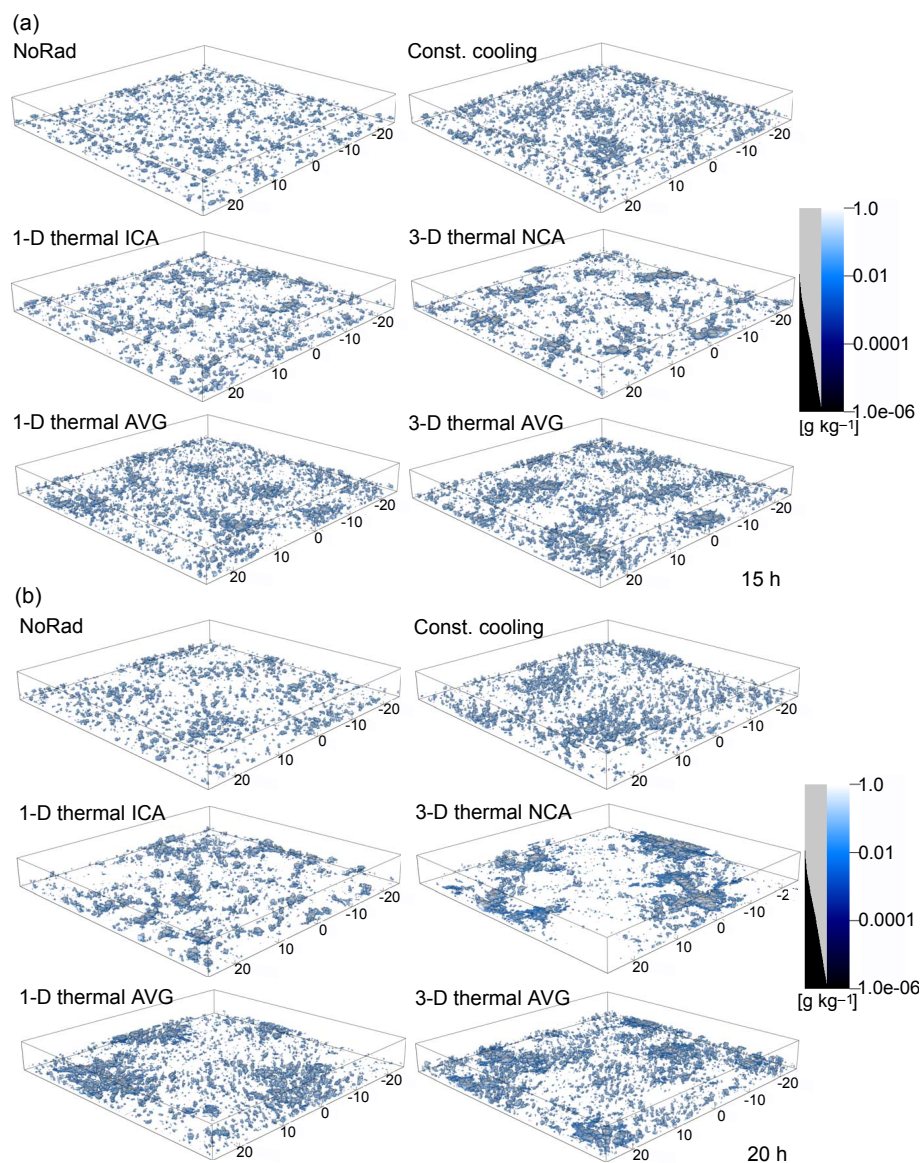 (a)
NoRad
Const. cooling
20 10 0 -10 -20
20 10 0 -10 -20
1-D thermal ICA
3-D thermal NCA
20 10 0 -10 -20
20 10 0 -10 -20
1.0
0.01
0.0001
1.0e-06
[g kg⁻¹]
1-D thermal AVG
3-D thermal AVG
20 10 0 -10 -20
20 10 0 -10 -20
15 h
(b)
NoRad
Const. cooling
20 10 0 -10 -20
20 10 0 -10 -20
1-D thermal ICA
3-D thermal NCA
20 10 0 -10 -20
20 10 0 -10 -2
1.0
0.01
0.0001
1.0e-06
[g kg⁻¹]
1-D thermal AVG
3-D thermal AVG
20 10 0 -10 -20
20 10 0 -10 -20
20 h